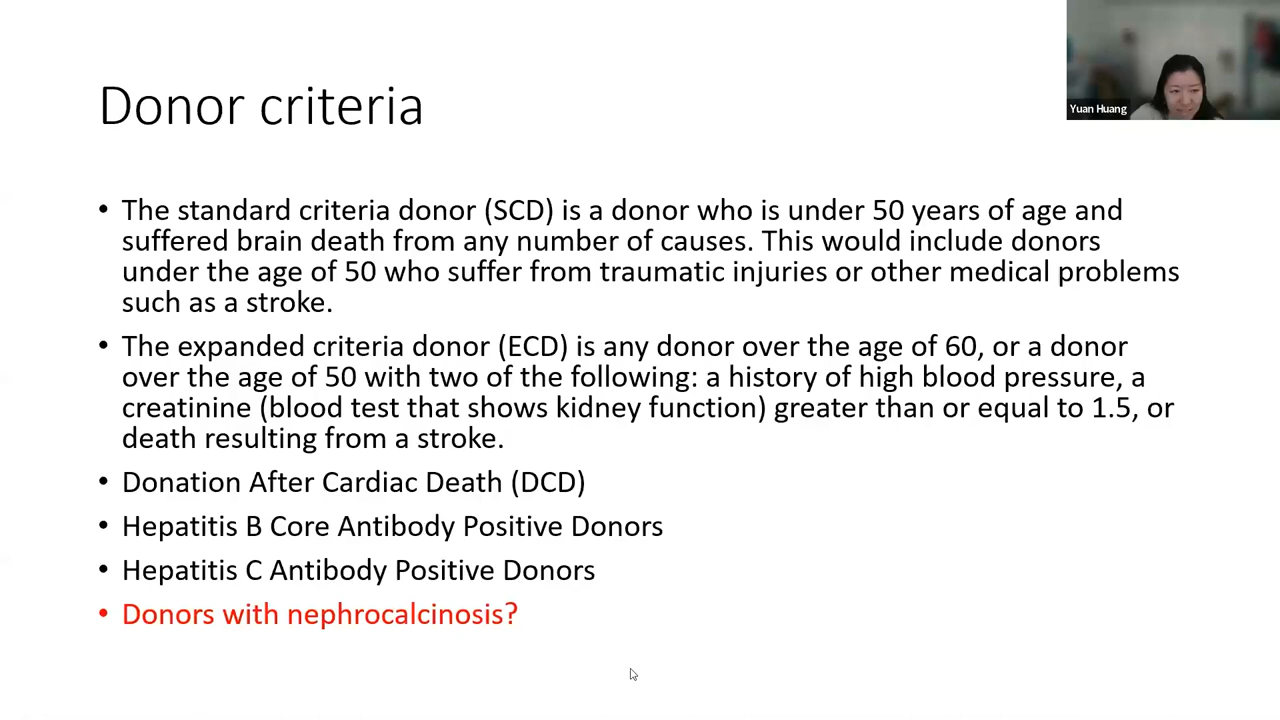 Donor criteria
Yuan Huang
• The standard criteria donor (SCD) is a donor who is under 50 years of age and
suffered brain death from any number of causes. This would include donors
under the age of 50 who suffer from traumatic injuries or other medical problems
such as a stroke.
• The expanded criteria donor (ECD) is any donor over the age of 60, or a donor
over the age of 50 with two of the following: a history of high blood pressure, a
creatinine (blood test that shows kidney function) greater than or equal to 1.5, or
death resulting from a stroke.
• Donation After Cardiac Death (DCD)
• Hepatitis B Core Antibody Positive Donors
• Hepatitis C Antibody Positive Donors
• Donors with nephrocalcinosis?